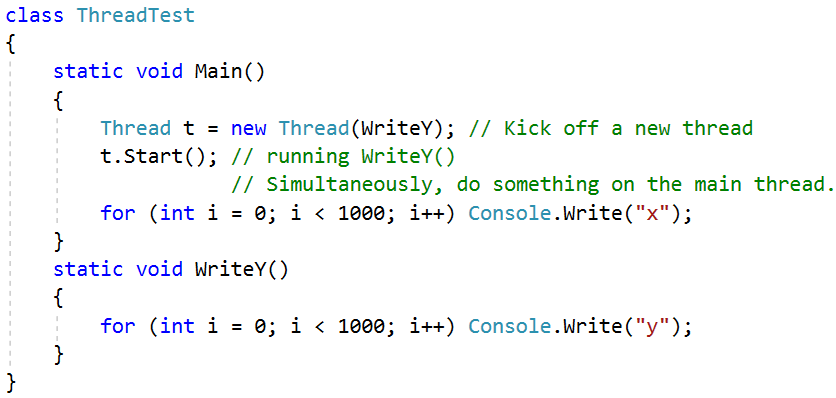 class ThreadTest
{
    static void Main()
    {
        Thread t = new Thread(WriteY); // Kick off a new thread
        t.Start(); // running WriteY()
                   // Simultaneously, do something on the main thread.
        for (int i = 0; i < 1000; i++) Console.Write("x");
    }
    static void WriteY()
    {
        for (int i = 0; i < 1000; i++) Console.Write("y");
    }
}